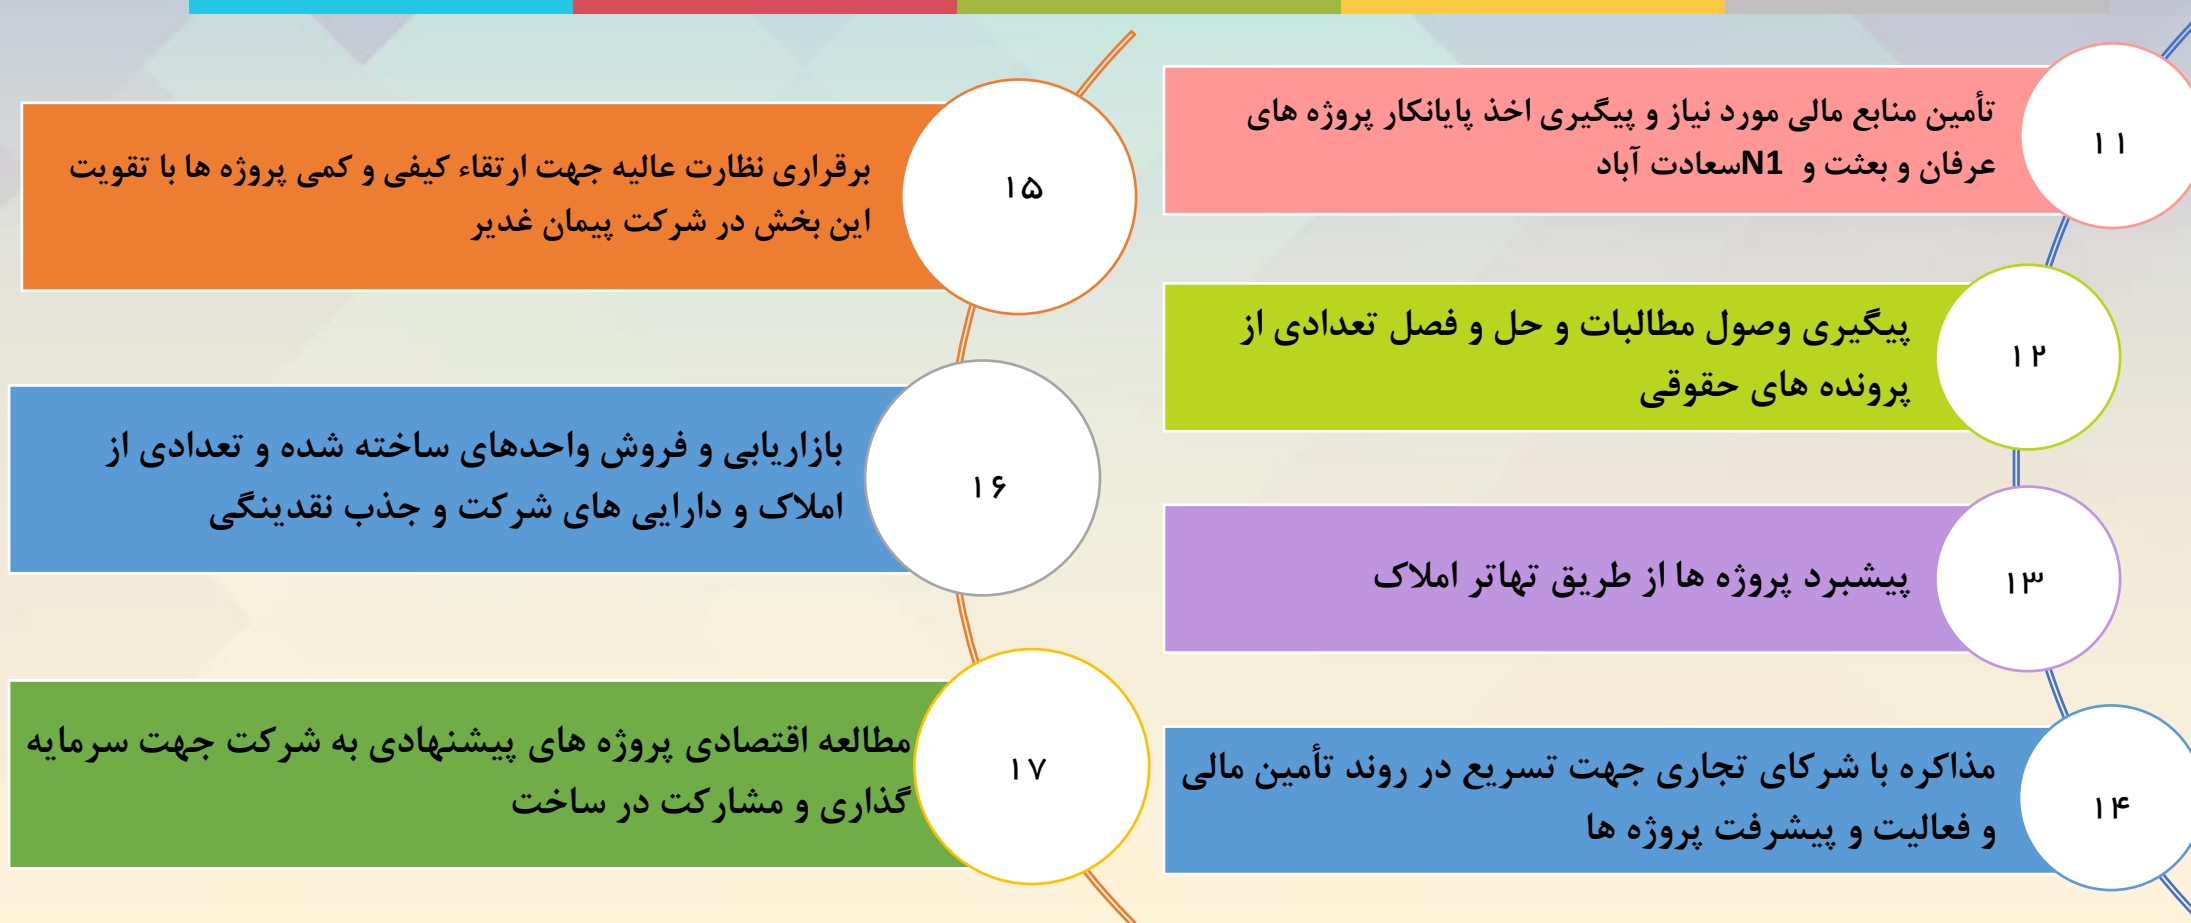 ۱۱
تأمین منابع مالی مورد نیاز و پیگیری اخذ پایانکار پروژه های
عرفان و بعثت و N1سعادت آباد
۱۲
پیگیری وصول مطالبات و حل و فصل تعدادی از
پرونده های حقوقی
۱۳
پیشبرد پروژه ها از طریق تهاتر املاک
۱۴
مذاکره با شرکای تجاری جهت تسریع در روند تأمین مالی
و فعالیت و پیشرفت پروژه ها
۱۵
برقراری نظارت عالیه جهت ارتقاء کیفی و کمی پروژه ها با تقویت
این بخش در شرکت پیمان غدیر
۱۶
بازاریابی و فروش واحدهای ساخته شده و تعدادی از
املاک و دارایی های شرکت و جذب نقدینگی
۱۷
مطالعه اقتصادی پروژه های پیشنهادی به شرکت جهت سرمایه
گذاری و مشارکت در ساخت